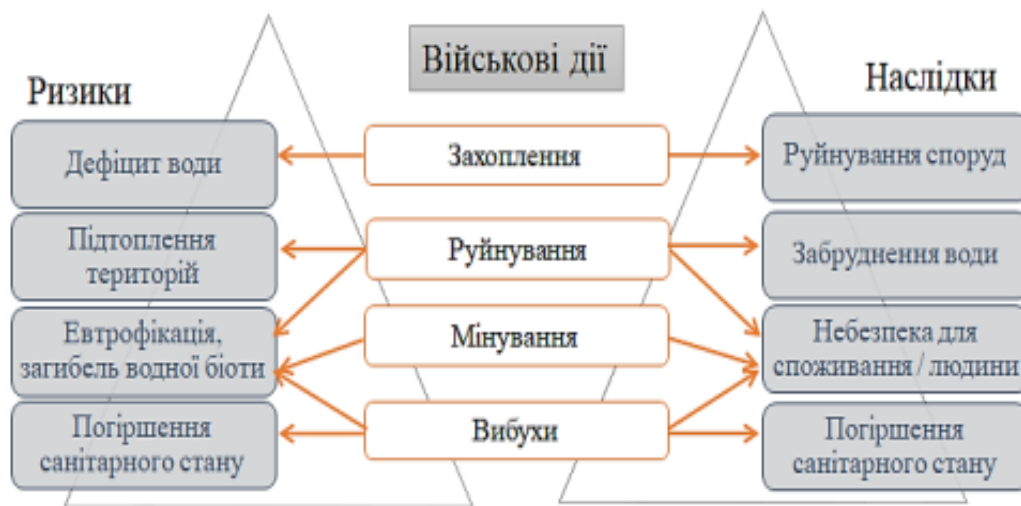 Військові дії
Ризики
Наслідки
Дефіцит води
Захоплення
Руйнування споруд
Підтоплення
територій
Руйнування
Забруднення води
Евтрофікація,
загибель водної біоти
Мінування
Небезпека для
споживання / людини
Погіршення
санітарного стану
Вибухи
Погіршення
санітарного стану